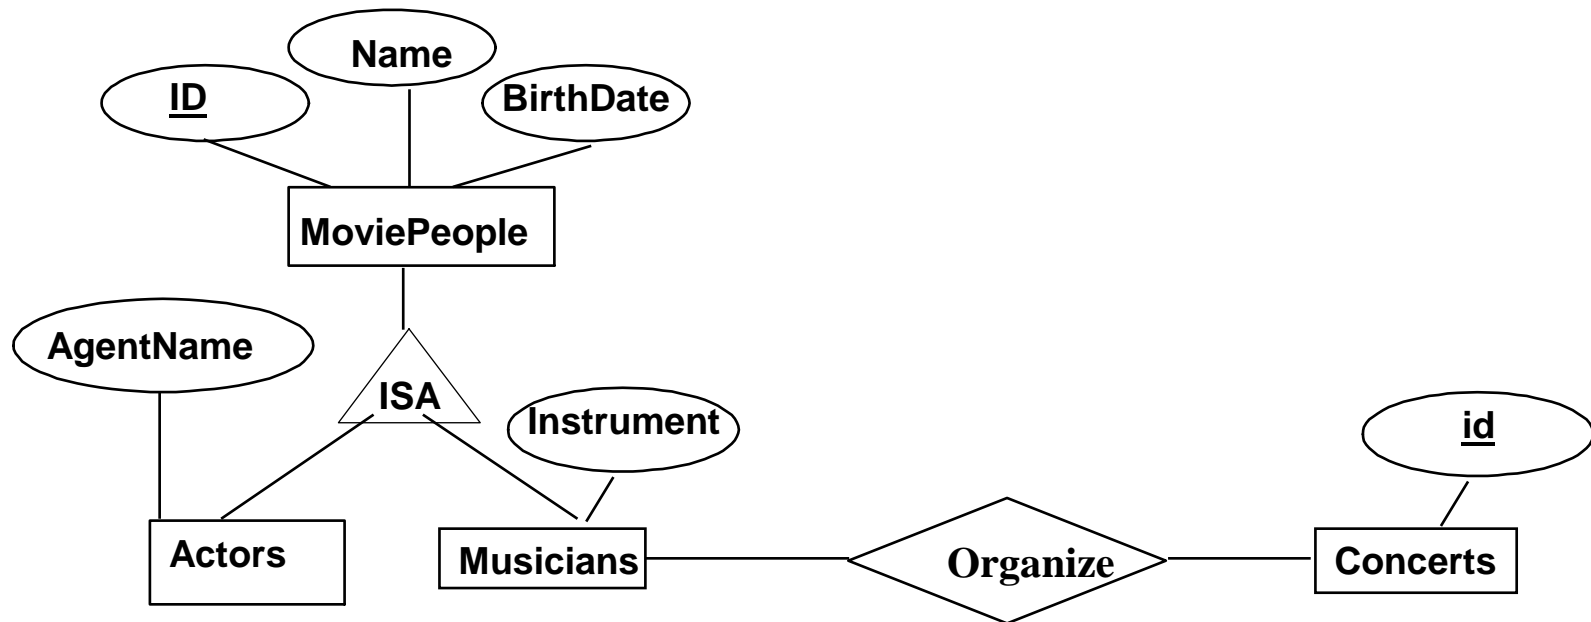 Name
ID
BirthDate
MoviePeople
AgentName
ISA
Instrument
id
Actors
Musicians
Organize
Concerts